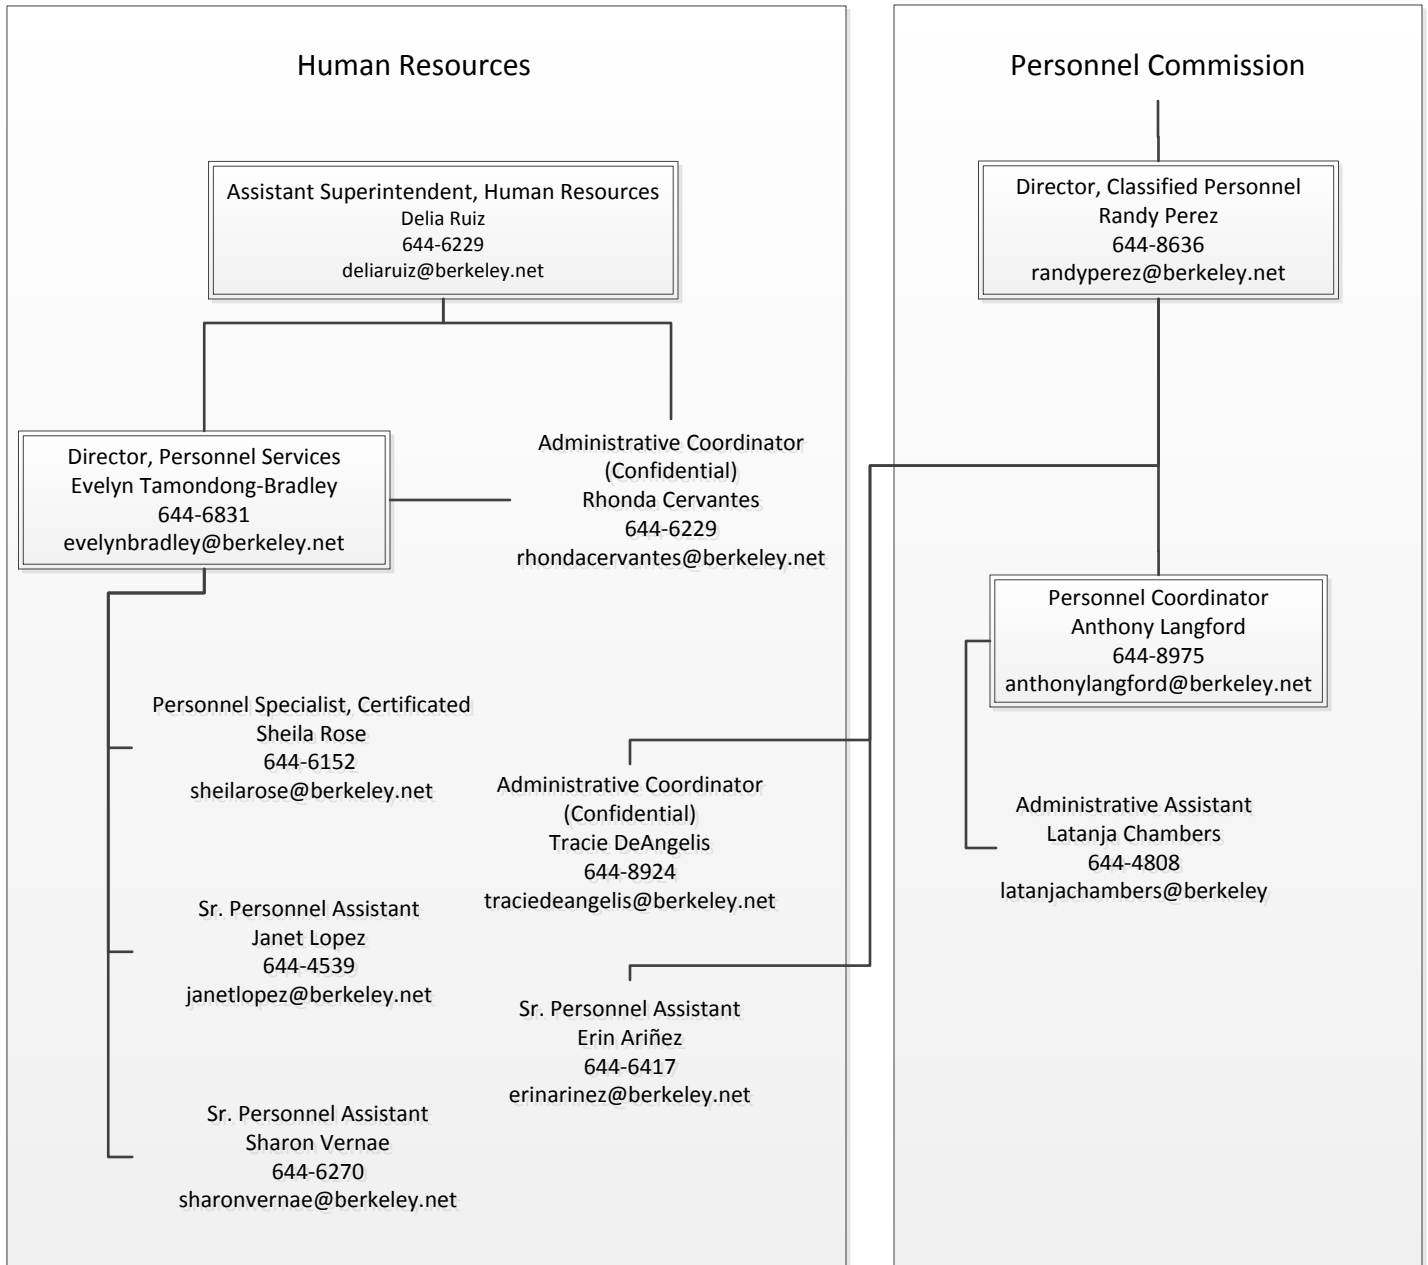 Human Resources
Assistant Superintendent, Human Resources
Delia Ruiz
644-6229
deliaruiz@berkeley.net
Director, Personnel Services
Evelyn Tamondong-Bradley
644-6831
evelynbradley@berkeley.net
Administrative Coordinator
(Confidential)
Rhonda Cervantes
644-6229
rhondacervantes@berkeley.net
Personnel Specialist, Certificated
Sheila Rose
644-6152
sheilarose@berkeley.net
Sr. Personnel Assistant
Janet Lopez
644-4539
janetlopez@berkeley.net
Sr. Personnel Assistant
Sharon Vernae
644-6270
sharonvernae@berkeley.net
Administrative Coordinator
(Confidential)
Tracie DeAngelis
644-8924
traciedeangelis@berkeley.net
Sr. Personnel Assistant
Erin Ariñez
644-6417
erinarinez@berkeley.net
Personnel Commission
Director, Classified Personnel
Randy Perez
644-8636
randyperez@berkeley.net
Personnel Coordinator
Anthony Langford
644-8975
anthonylangford@berkeley.net
Administrative Assistant
Latanja Chambers
644-4808
latanjachambers@berkeley